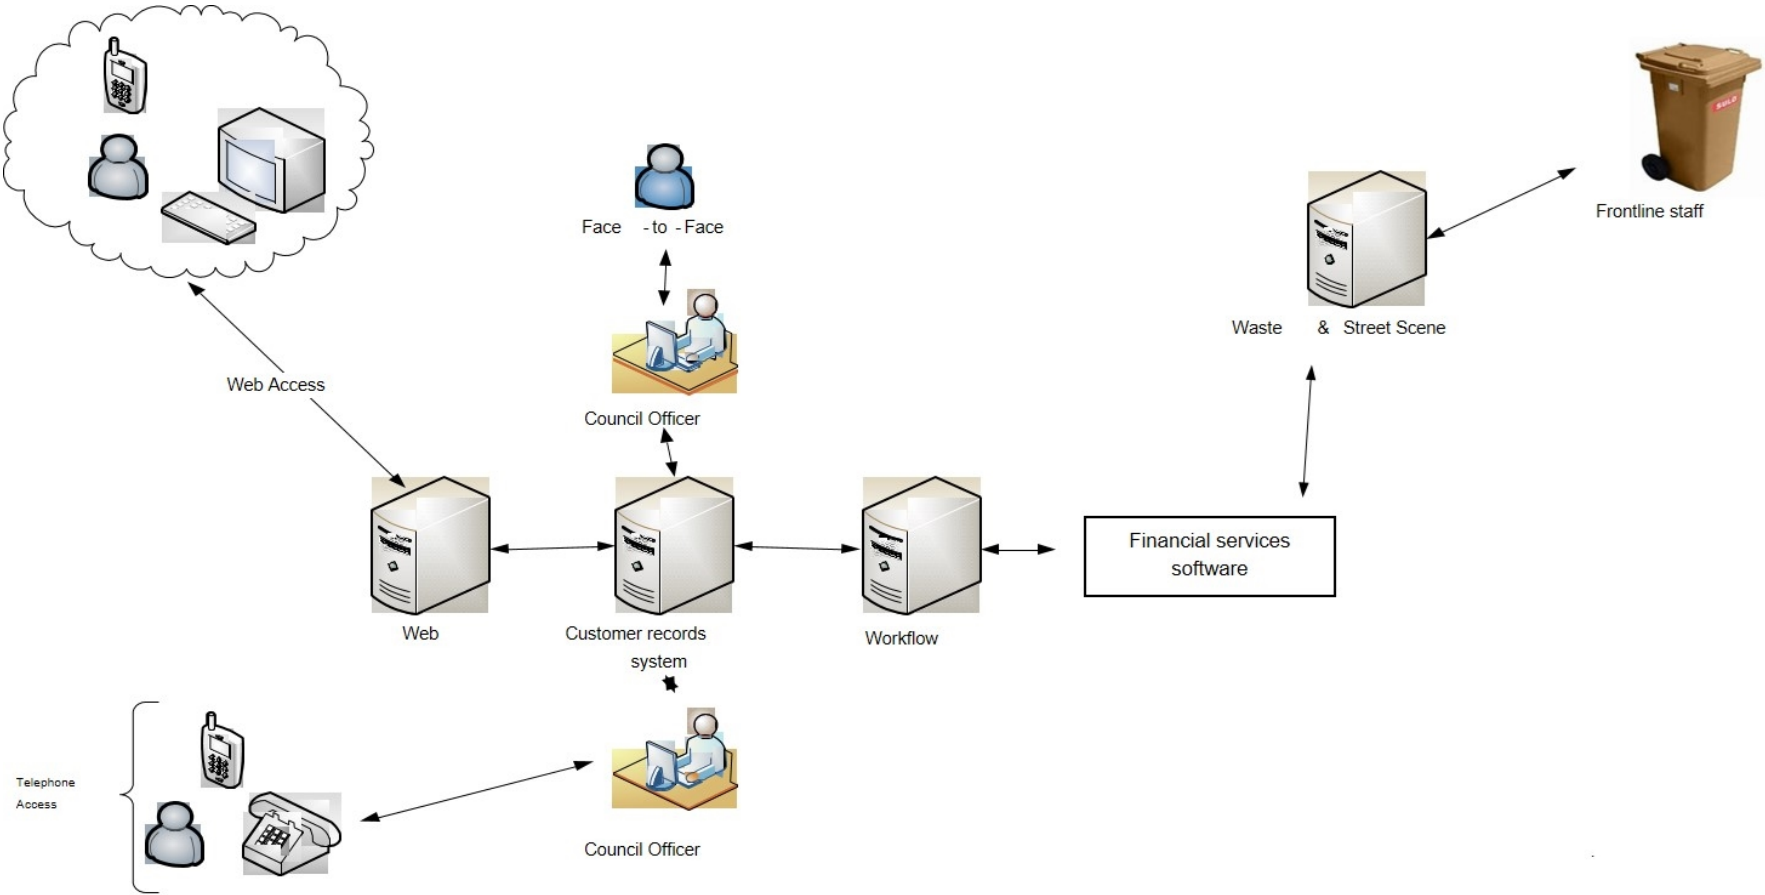 SULO
Frontline staff
Face - to - Face
Waste & Street Scene
Web Access
Council Officer
Financial services
software
Web
Customer records
system
Workflow
Telephone
Access
Council Officer